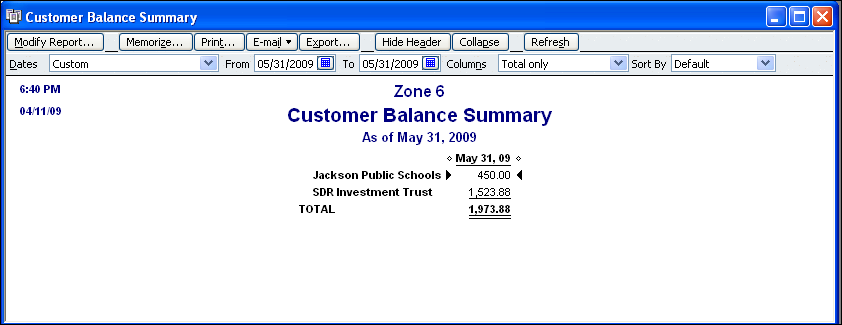 Customer Balance Summary
Modify Report... Memorize... Print... E-mail Export... Hide Header Collapse Refresh
Dates Custom From 05/31/2009 To 05/31/2009 Columns Total only Sort By Default
6:40 PM
Zone 6
04/11/09
Customer Balance Summary
As of May 31, 2009
May 31, 09
Jackson Public Schools 450.00
SDR Investment Trust 1,523.88
TOTAL 1,973.88